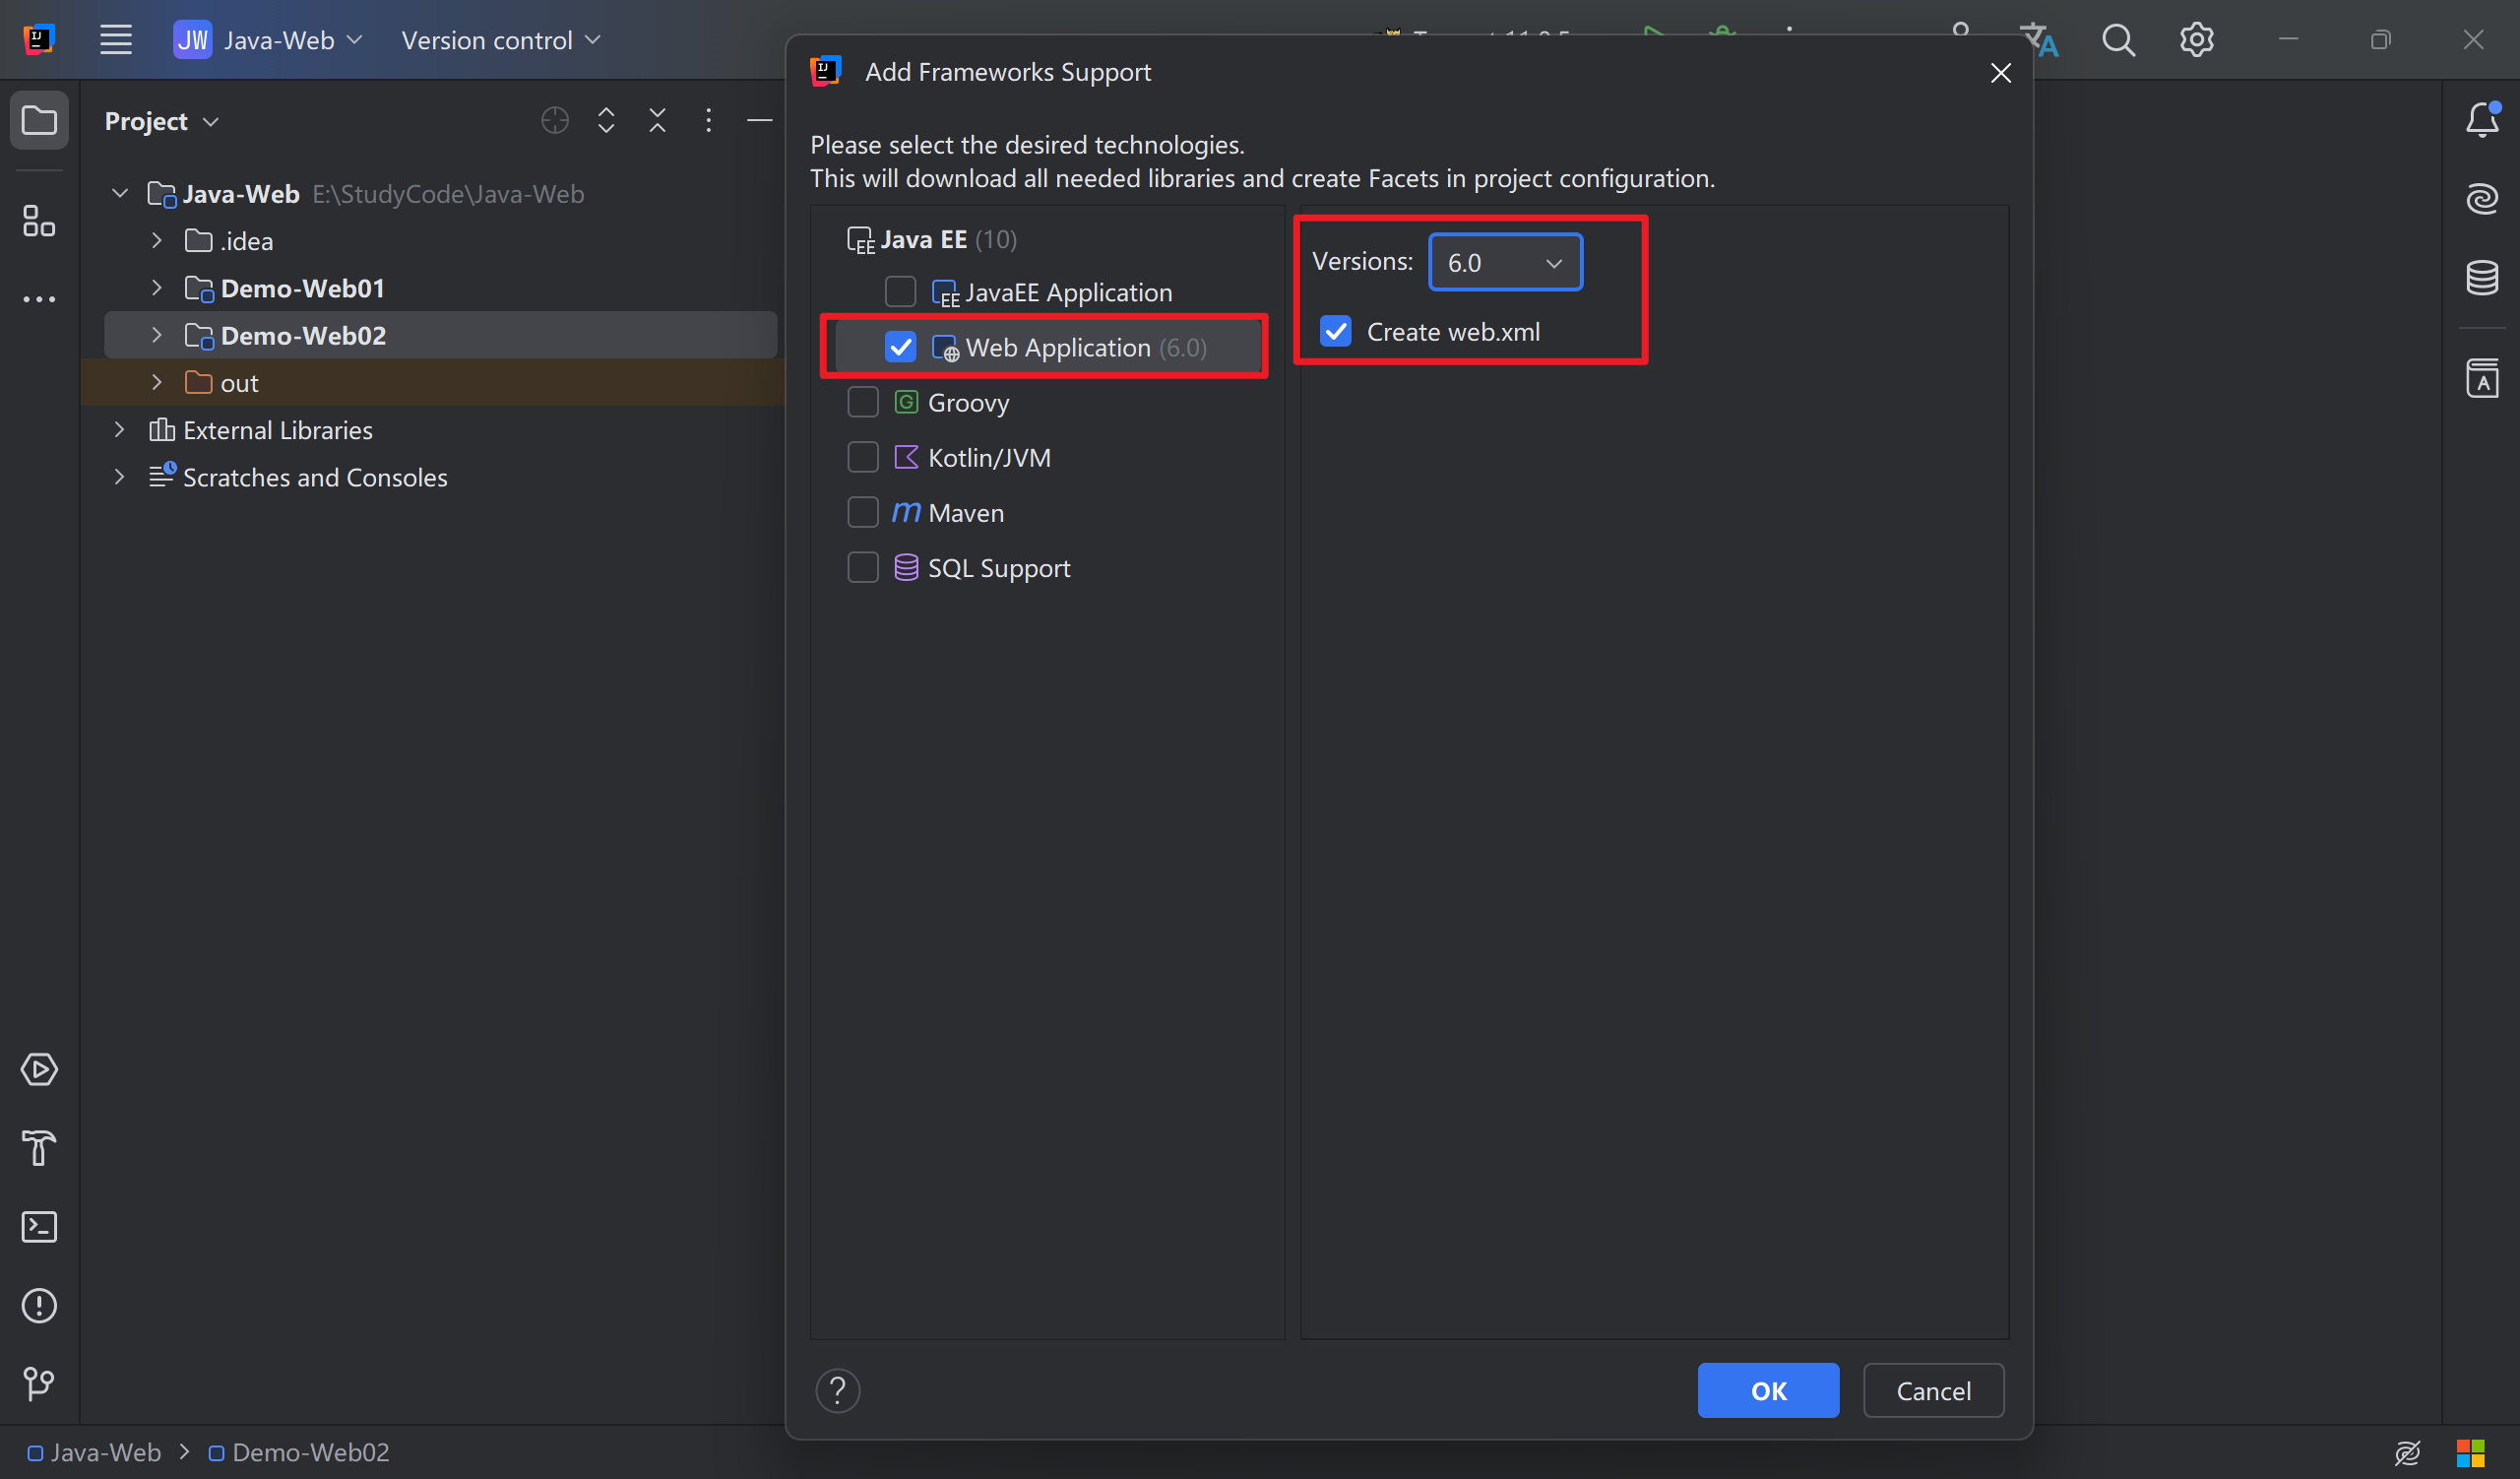 JW Java-Web Version control
Add Frameworks Support
Project
Please select the desired technologies.
This will download all needed libraries and create Facets in project configuration.
Java-Web E:\StudyCode\Java-Web
.idea
Demo-Web01
Demo-Web02
out
External Libraries
Scratches and Consoles
Java EE (10)
JavaEE Application
Web Application (6.0)
Groovy
Kotlin/JVM
Maven
SQL Support
Versions: 6.0
Create web.xml
? OK Cancel
Java-Web > Demo-Web02